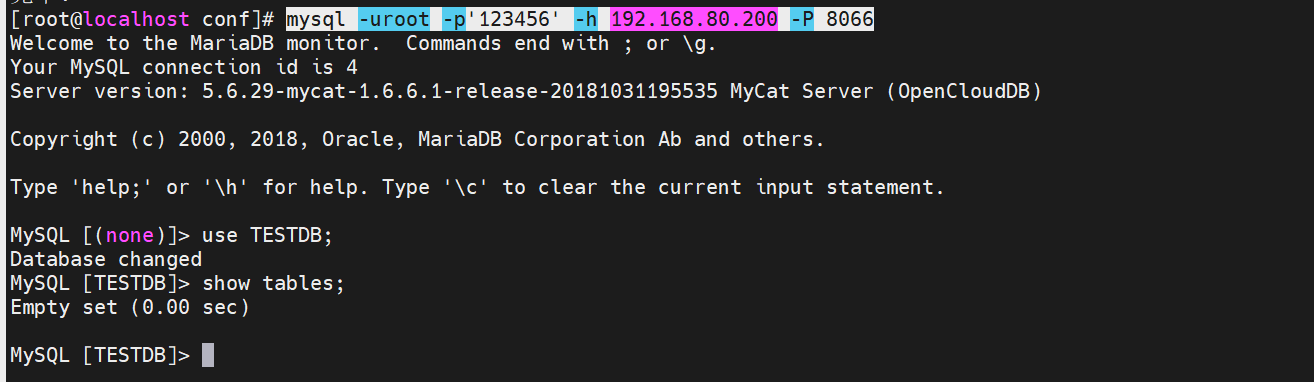 [root@localhost conf]# mysql -uroot -p'123456' -h 192.168.80.200 -P 8066
Welcome to the MariaDB monitor.  Commands end with ; or \g.
Your MySQL connection id is 4
Server version: 5.6.29-mycat-1.6.6.1-release-20181031195535 MyCat Server (OpenCloudDB)
Copyright (c) 2000, 2018, Oracle, MariaDB Corporation Ab and others.
Type 'help;' or '\h' for help. Type '\c' to clear the current input statement.
MySQL [(none)]> use TESTDB;
Database changed
MySQL [TESTDB]> show tables;
Empty set (0.00 sec)
MySQL [TESTDB]>